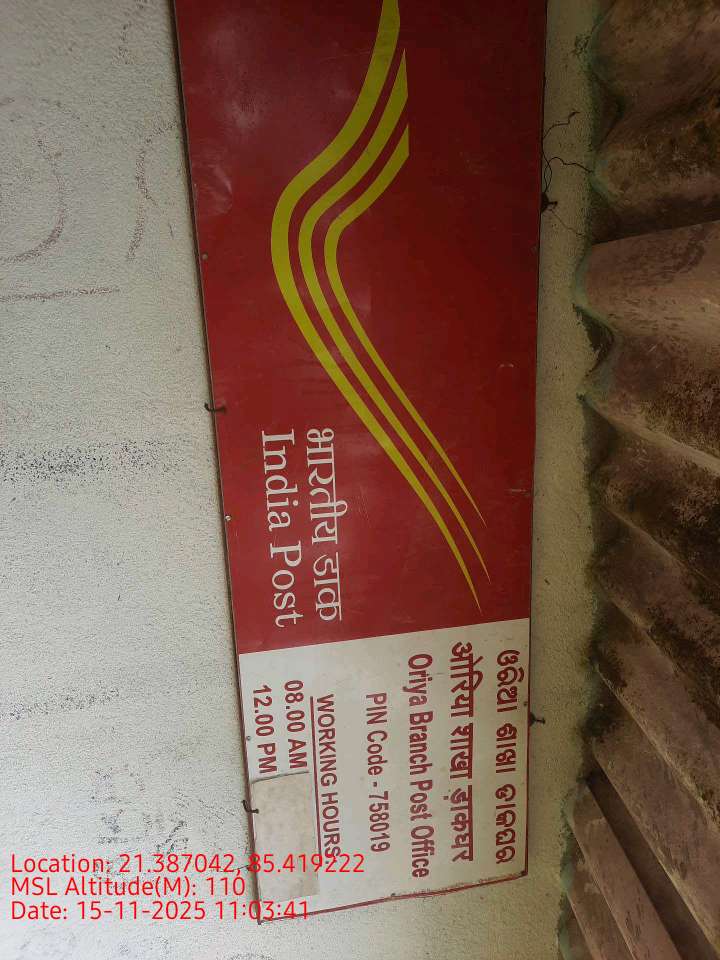 भारतीय डाक
India Post
ଓରିଆ ଶାଖା ଡାକଘର
ओरिया शाखा ड़ाकघर
Oriya Branch Post Office
PIN Code - 758019
WORKING HOURS
08.00 AM
12.00 PM
Location: 21.387042, 85.419222
MSL Altitude(M): 110
Date: 15-11-2025 11:03:41